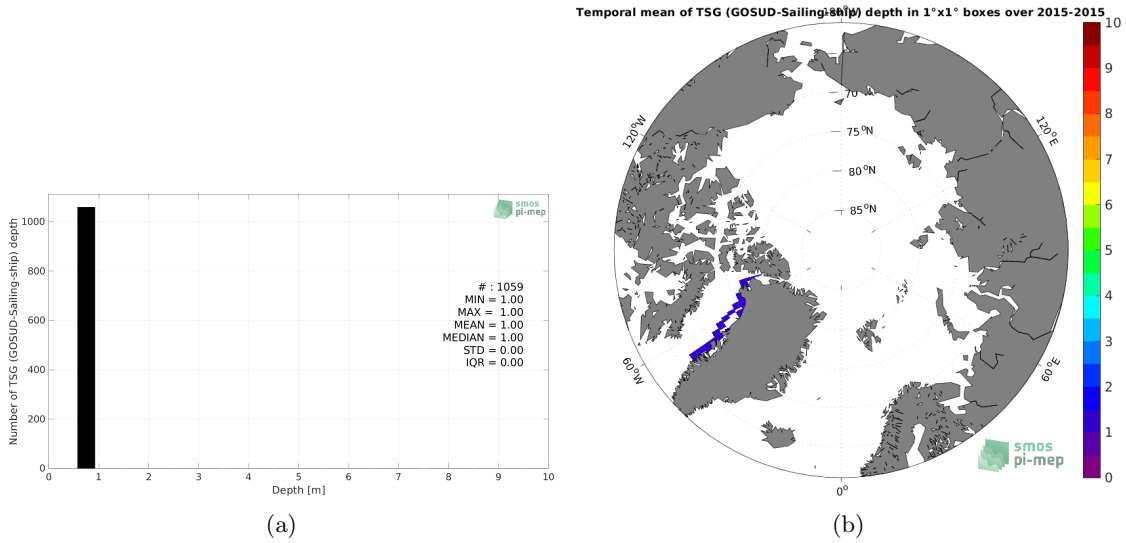 Number of TSG (GOSUD-Sailing-ship) depth
1000
800
600
400
200
0
smos
pi-mep
# : 1059
MIN = 1.00
MAX = 1.00
MEAN = 1.00
MEDIAN = 1.00
STD = 0.00
IQR = 0.00
0 1 2 3 4 5 6 7 8 9 10
Depth [m]
(a)
Temporal mean of TSG (GOSUD-Sailing-ship) depth in 1°x1° boxes over 2015-2015
180°W
120°W
60°W
0°
60°E
120°E
70°
75°N
80°N
85°N
smos
pi-mep
10
9
8
7
6
5
4
3
2
1
0
(b)